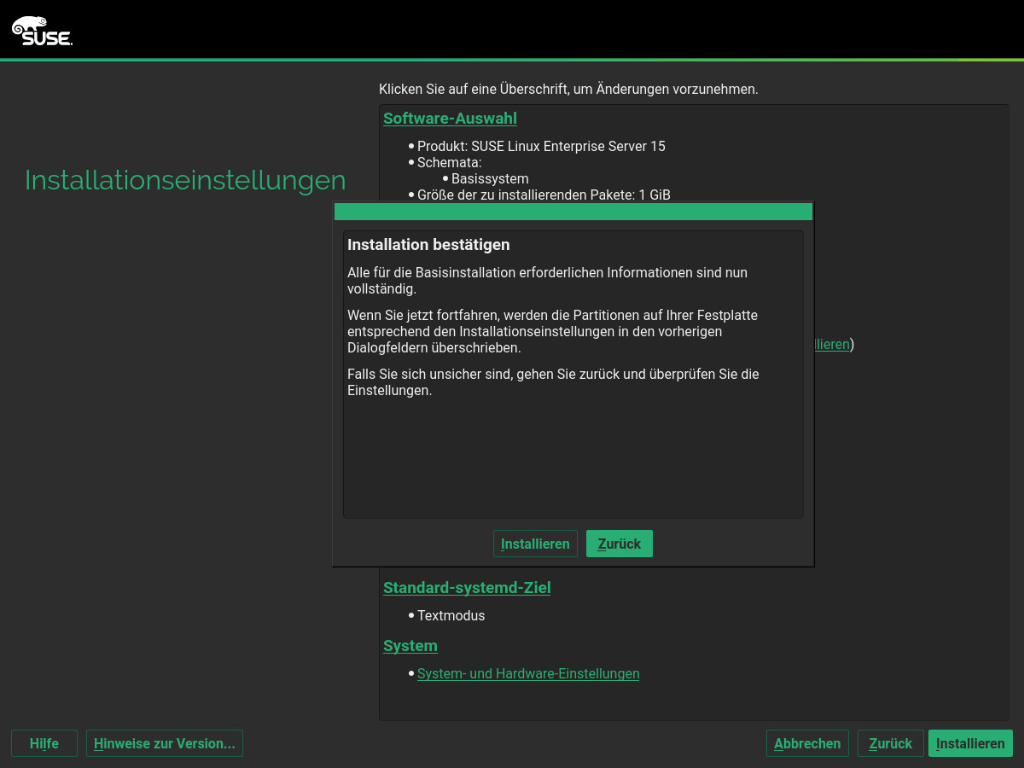 SUSE
Klicken Sie auf eine Überschrift, um Änderungen vorzunehmen.
Software-Auswahl
Produkt: SUSE Linux Enterprise Server 15
Schemata:
Basissystem
Größe der zu installierenden Pakete: 1 GiB
Installationseinstellungen
Installation bestätigen
Alle für die Basisinstallation erforderlichen Informationen sind nun
vollständig.
Wenn Sie jetzt fortfahren, werden die Partitionen auf Ihrer Festplatte
entsprechend den Installationseinstellungen in den vorherigen
Dialogfeldern überschrieben.
Falls Sie sich unsicher sind, gehen Sie zurück und überprüfen Sie die
Einstellungen.
Installieren Zurück
Standard-systemd-Ziel
Textmodus
System
System- und Hardware-Einstellungen
Hilfe Hinweise zur Version... Abbrechen Zurück Installieren